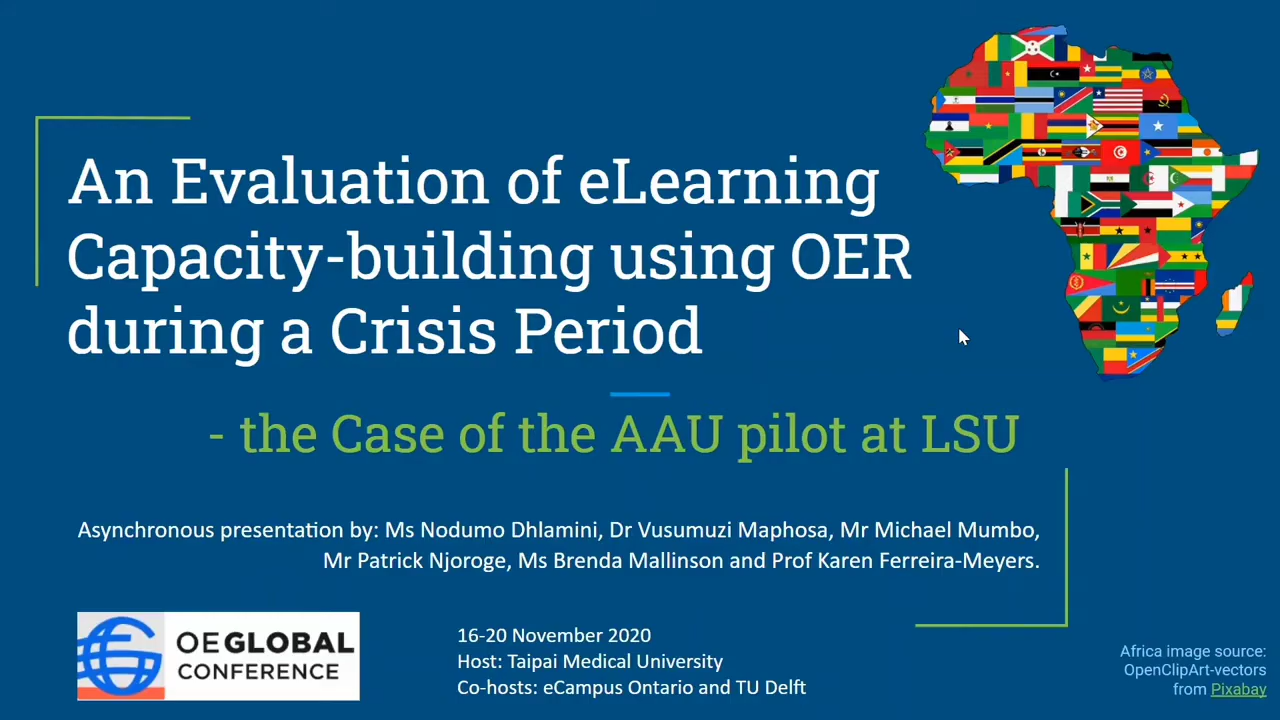 An Evaluation of eLearning
Capacity-building using OER
during a Crisis Period
- the Case of the AAU pilot at LSU
Asynchronous presentation by: Ms Nodumo Dhlamini, Dr Vusumuzi Maphosa, Mr Michael Mumbo,
Mr Patrick Njoroge, Ms Brenda Mallinson and Prof Karen Ferreira-Meyers.
OEGLOBAL
CONFERENCE
16-20 November 2020
Host: Taipai Medical University
Co-hosts: eCampus Ontario and TU Delft
Africa image source:
OpenClipArt-vectors
from Pixabay